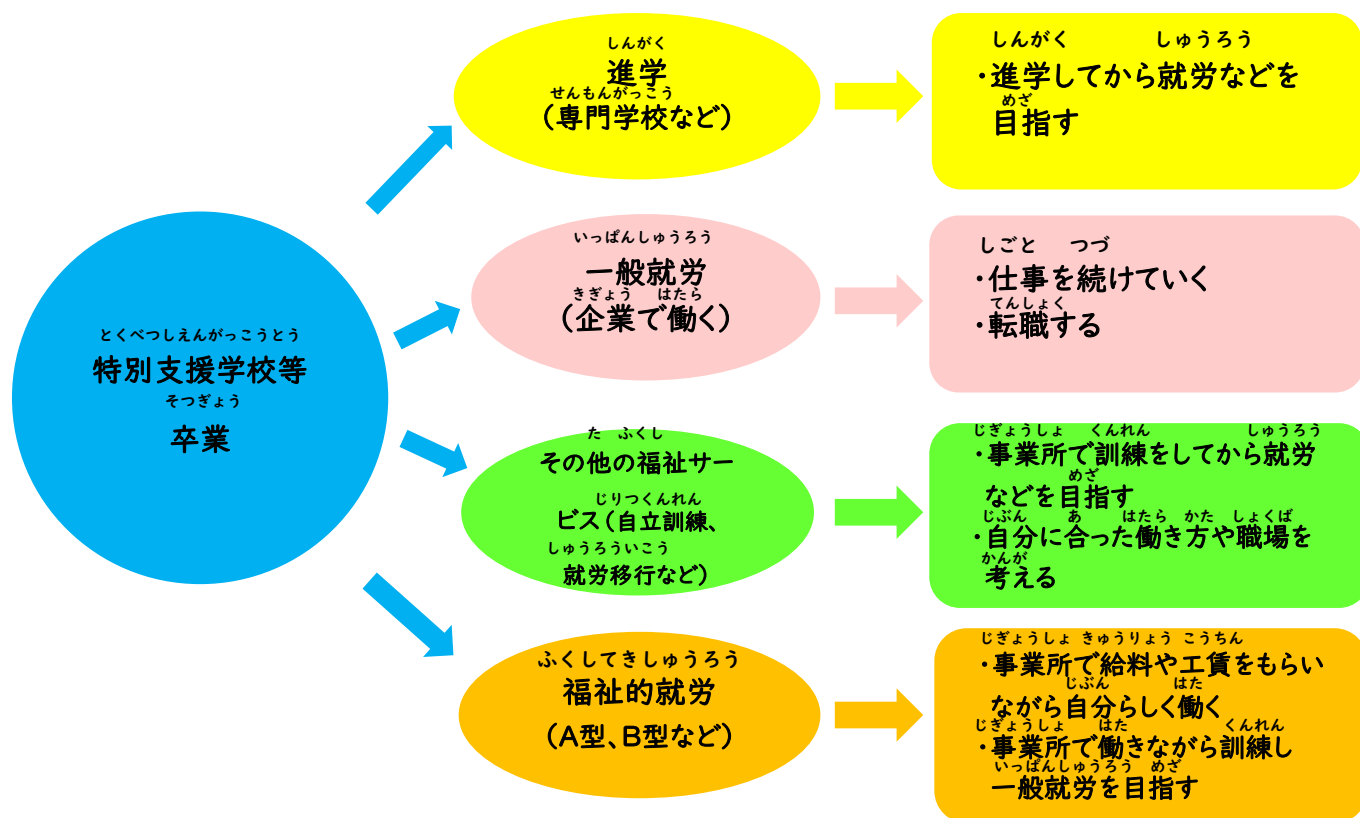 とくべつしえんがっこうとう
特別支援学校等
そつぎょう
卒業
しんがく
進学
せんもんがっこう
(専門学校など)
しんがく しゅうろう
・進学してから就労などを
めざ
目指す
いっぱんしゅうろう
一般就労
きぎょう はたら
(企業で働く)
しごと つづ
・仕事を続けていく
てんしょく
・転職する
た ふくし
その他の福祉サー
じりつくんれん
ビス(自立訓練、
しゅうろういこう
就労移行など)
じぎょうしょ くんれん しゅうろう
・事業所で訓練をしてから就労
めざ
などを目指す
じぶん あ はたら かた しょくば
・自分に合った働き方や職場を
かんが
考える
ふくしてきしゅうろう
福祉的就労
(A型、B型など)
じぎょうしょ きゅうりょう こうちん
・事業所で給料や工賃をもらい
じぶん はた
ながら自分らしく働く
じぎょうしょ はた くんれん
・事業所で働きながら訓練し
いっぱんしゅうろう めざ
一般就労を目指す